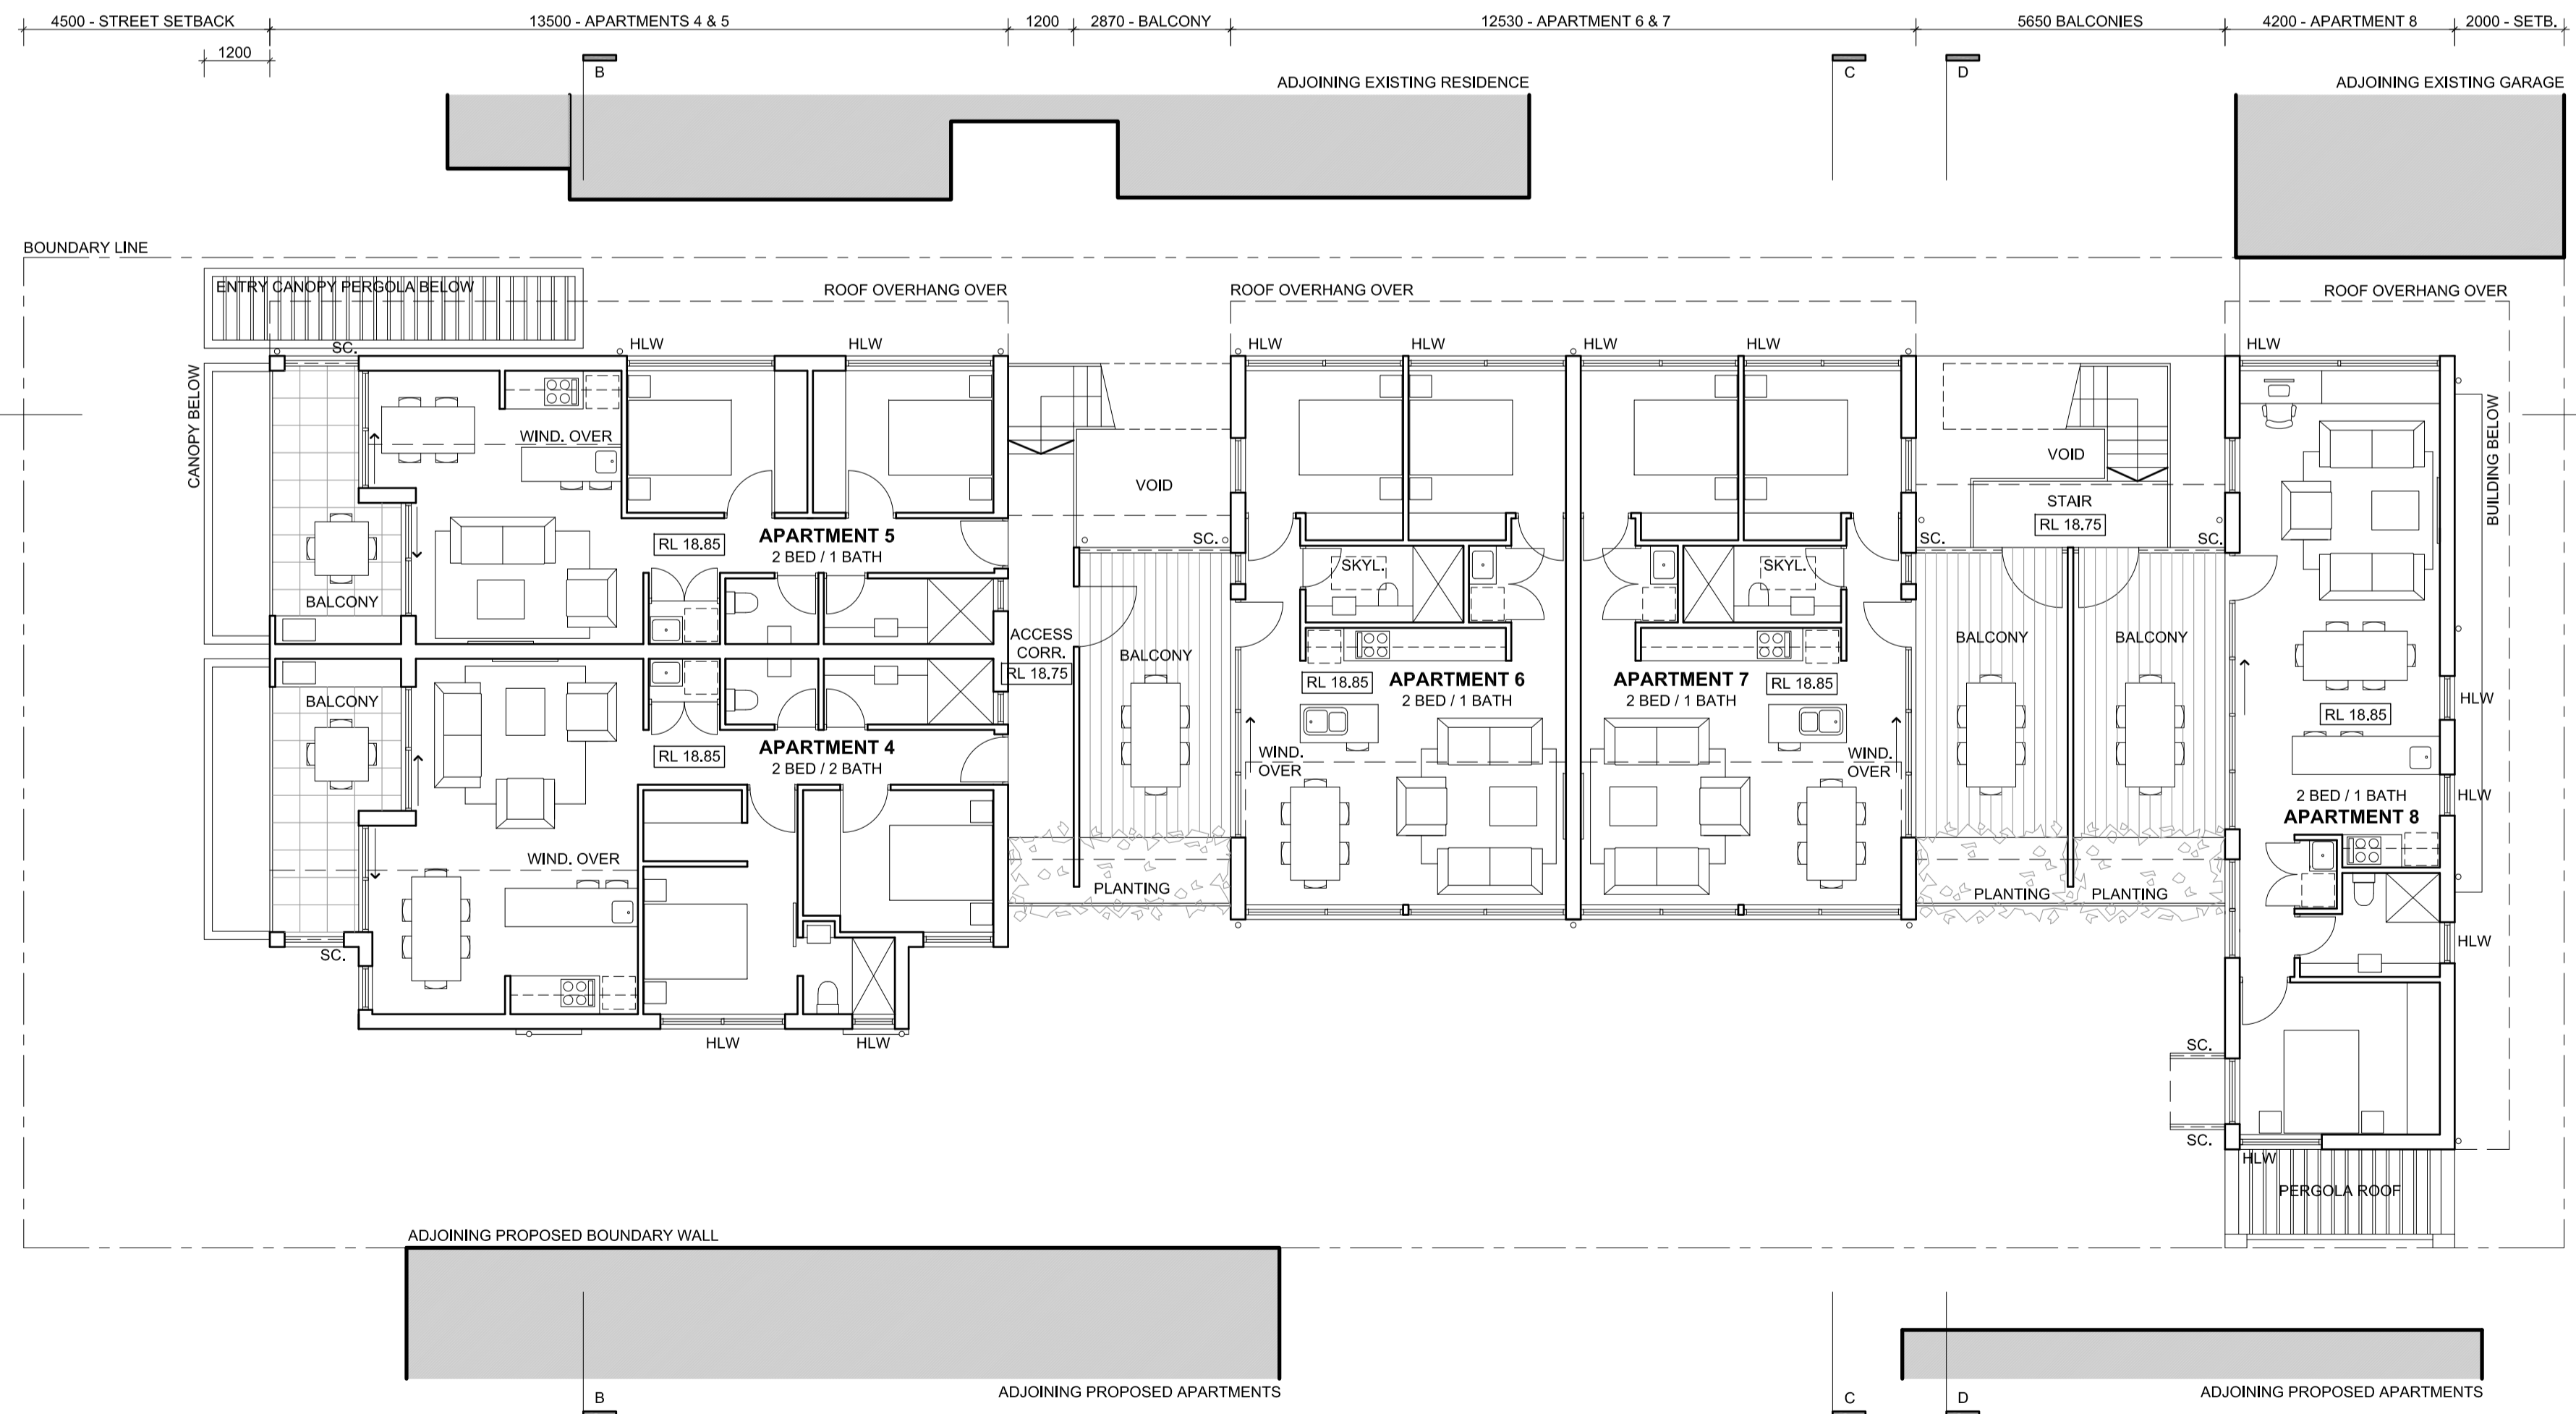 4500 - STREET SETBACK
13500 - APARTMENTS 4 & 5
1200
2870 - BALCONY
12530 - APARTMENT 6 & 7
5650 BALCONIES
4200 - APARTMENT 8
2000 - SETB.
1200
B
C
D
ADJOINING EXISTING RESIDENCE
ADJOINING EXISTING GARAGE
BOUNDARY LINE
ENTRY CANOPY PERGOLA BELOW
ROOF OVERHANG OVER
ROOF OVERHANG OVER
ROOF OVERHANG OVER
SC.
HLW
HLW
HLW
HLW
HLW
HLW
HLW
CANOPY BELOW
WIND. OVER
VOID
VOID
STAIR
RL 18.75
BUILDING BELOW
APARTMENT 5
2 BED / 1 BATH
RL 18.85
SC.
SC.
SC.
SKYL.
SKYL.
BALCONY
ACCESS
CORR.
RL 18.75
BALCONY
BALCONY
BALCONY
BALCONY
RL 18.85
APARTMENT 6
2 BED / 1 BATH
APARTMENT 7
2 BED / 1 BATH
RL 18.85
HLW
RL 18.85
RL 18.85
APARTMENT 4
2 BED / 2 BATH
WIND.
OVER
WIND.
OVER
2 BED / 1 BATH
APARTMENT 8
HLW
WIND. OVER
PLANTING
PLANTING
PLANTING
SC.
HLW
HLW
HLW
SC.
SC.
HLW
PERGOLA ROOF
ADJOINING PROPOSED BOUNDARY WALL
ADJOINING PROPOSED APARTMENTS
ADJOINING PROPOSED APARTMENTS
B
C
D